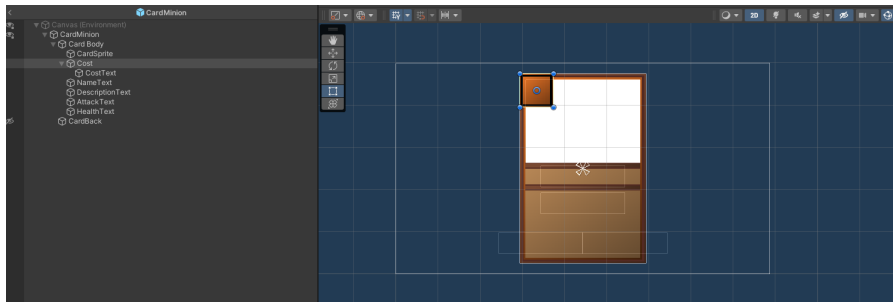 CardMinion
Canvas (Environment)
CardMinion
Card Body
CardSprite
Cost
CostText
NameText
DescriptionText
AttackText
HealthText
CardBack
2D